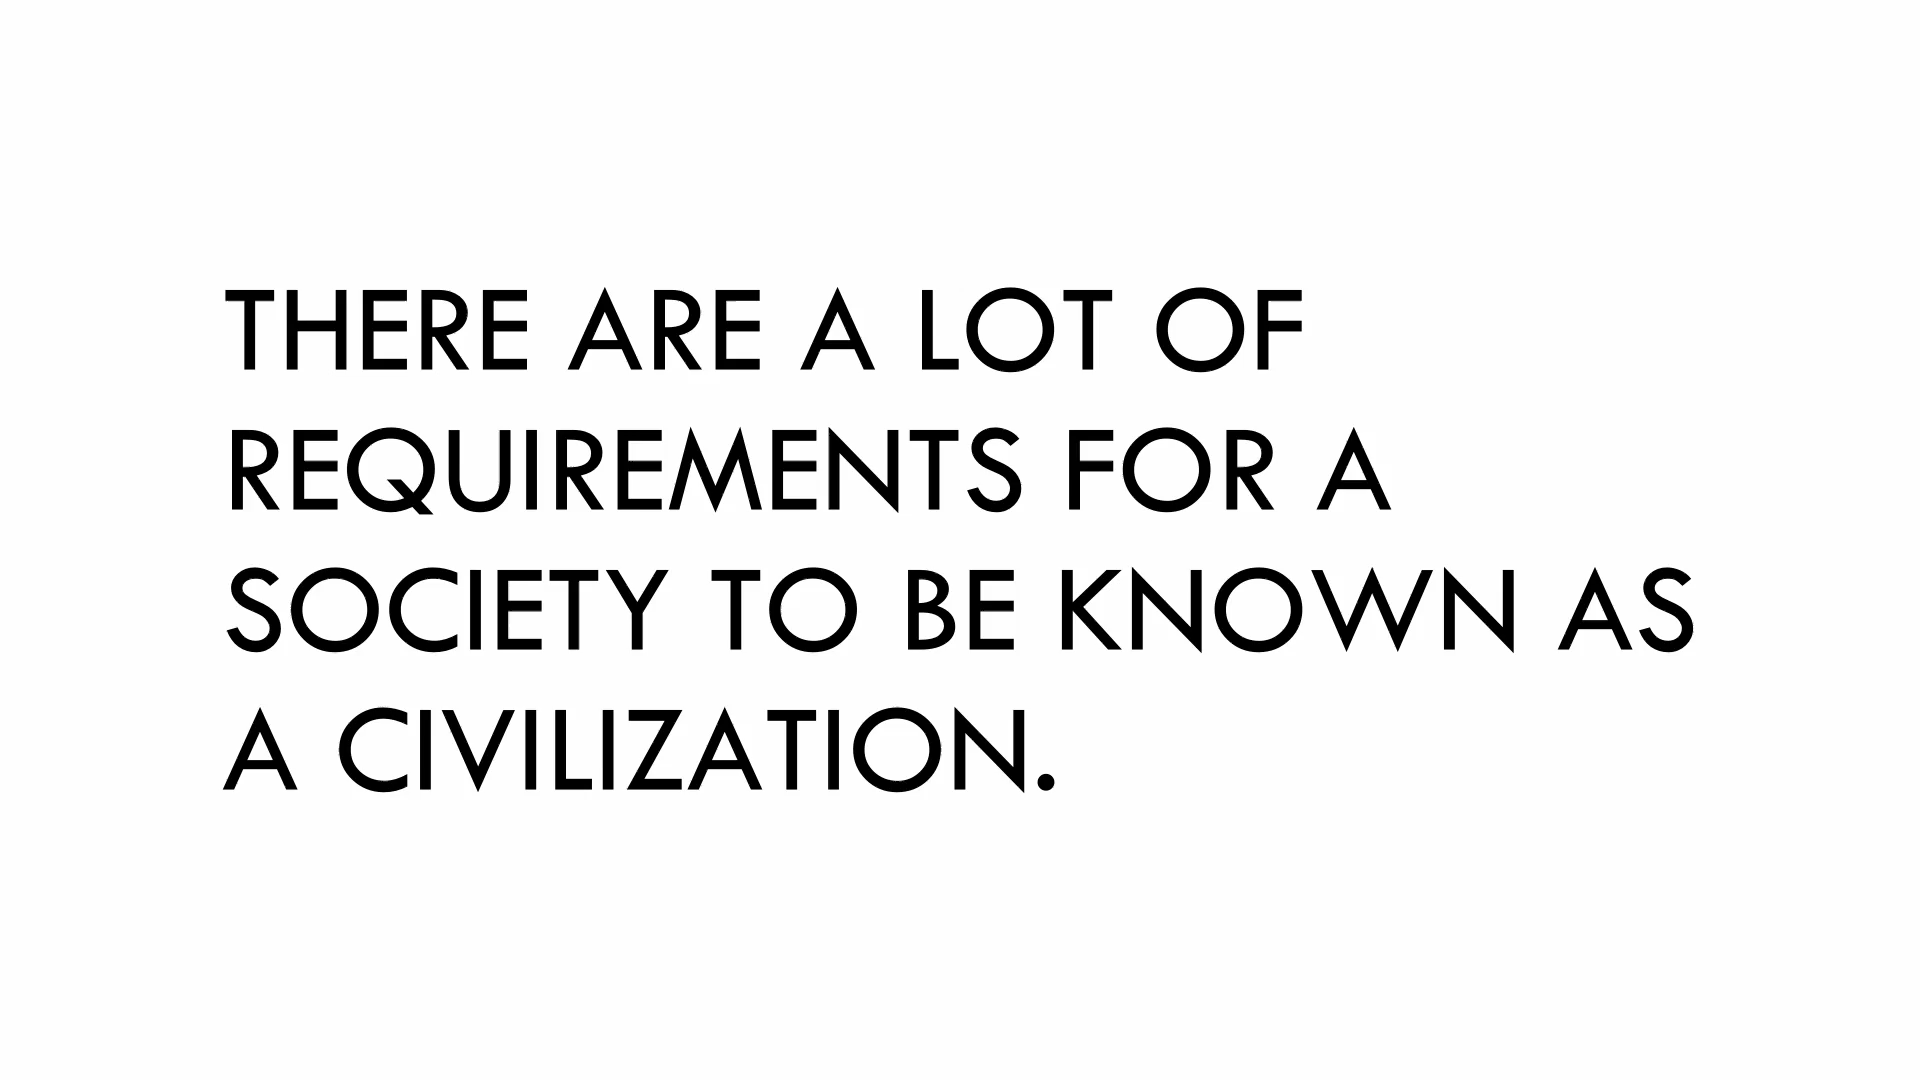 THERE ARE A LOT OF
REQUIREMENTS FOR A
SOCIETY TO BE KNOWN AS
A CIVILIZATION.